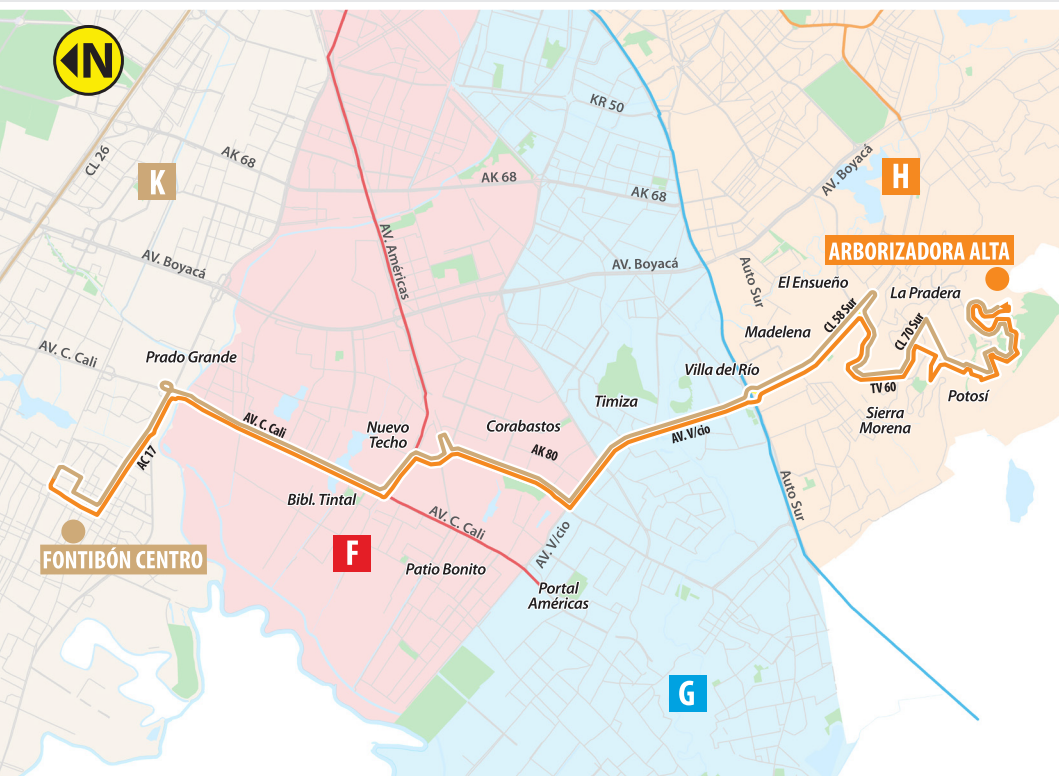 N
KR 50
CL 26
K
AK 68
AK 68
AK 68
AV. Boyacá
H
AV. Boyacá
AV. Américas
AV. Boyacá
Auto Sur
ARBORIZADORA ALTA
El Ensueño
La Pradera
CL 58 Sur
CL 70 Sur
Madelena
AV. C. Cali
Prado Grande
Villa del Río
TV 60
Potosí
Timiza
Sierra
Morena
AV. C. Cali
Nuevo
Techo
Corabastos
AK 80
AV. V/cio
AC 17
Bibl. Tintal
Auto Sur
AV. C. Cali
AV. V/cio
FONTIBÓN CENTRO
F
Patio Bonito
Portal
Américas
G